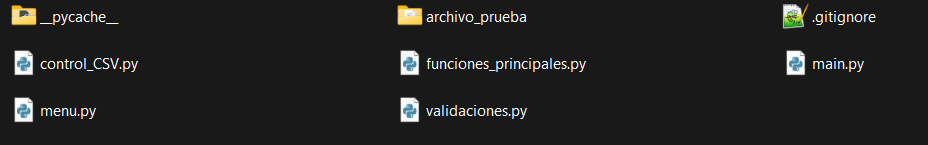 __pycache__ archivo_prueba .gitignore
control_CSV.py funciones_principales.py main.py
menu.py validaciones.py